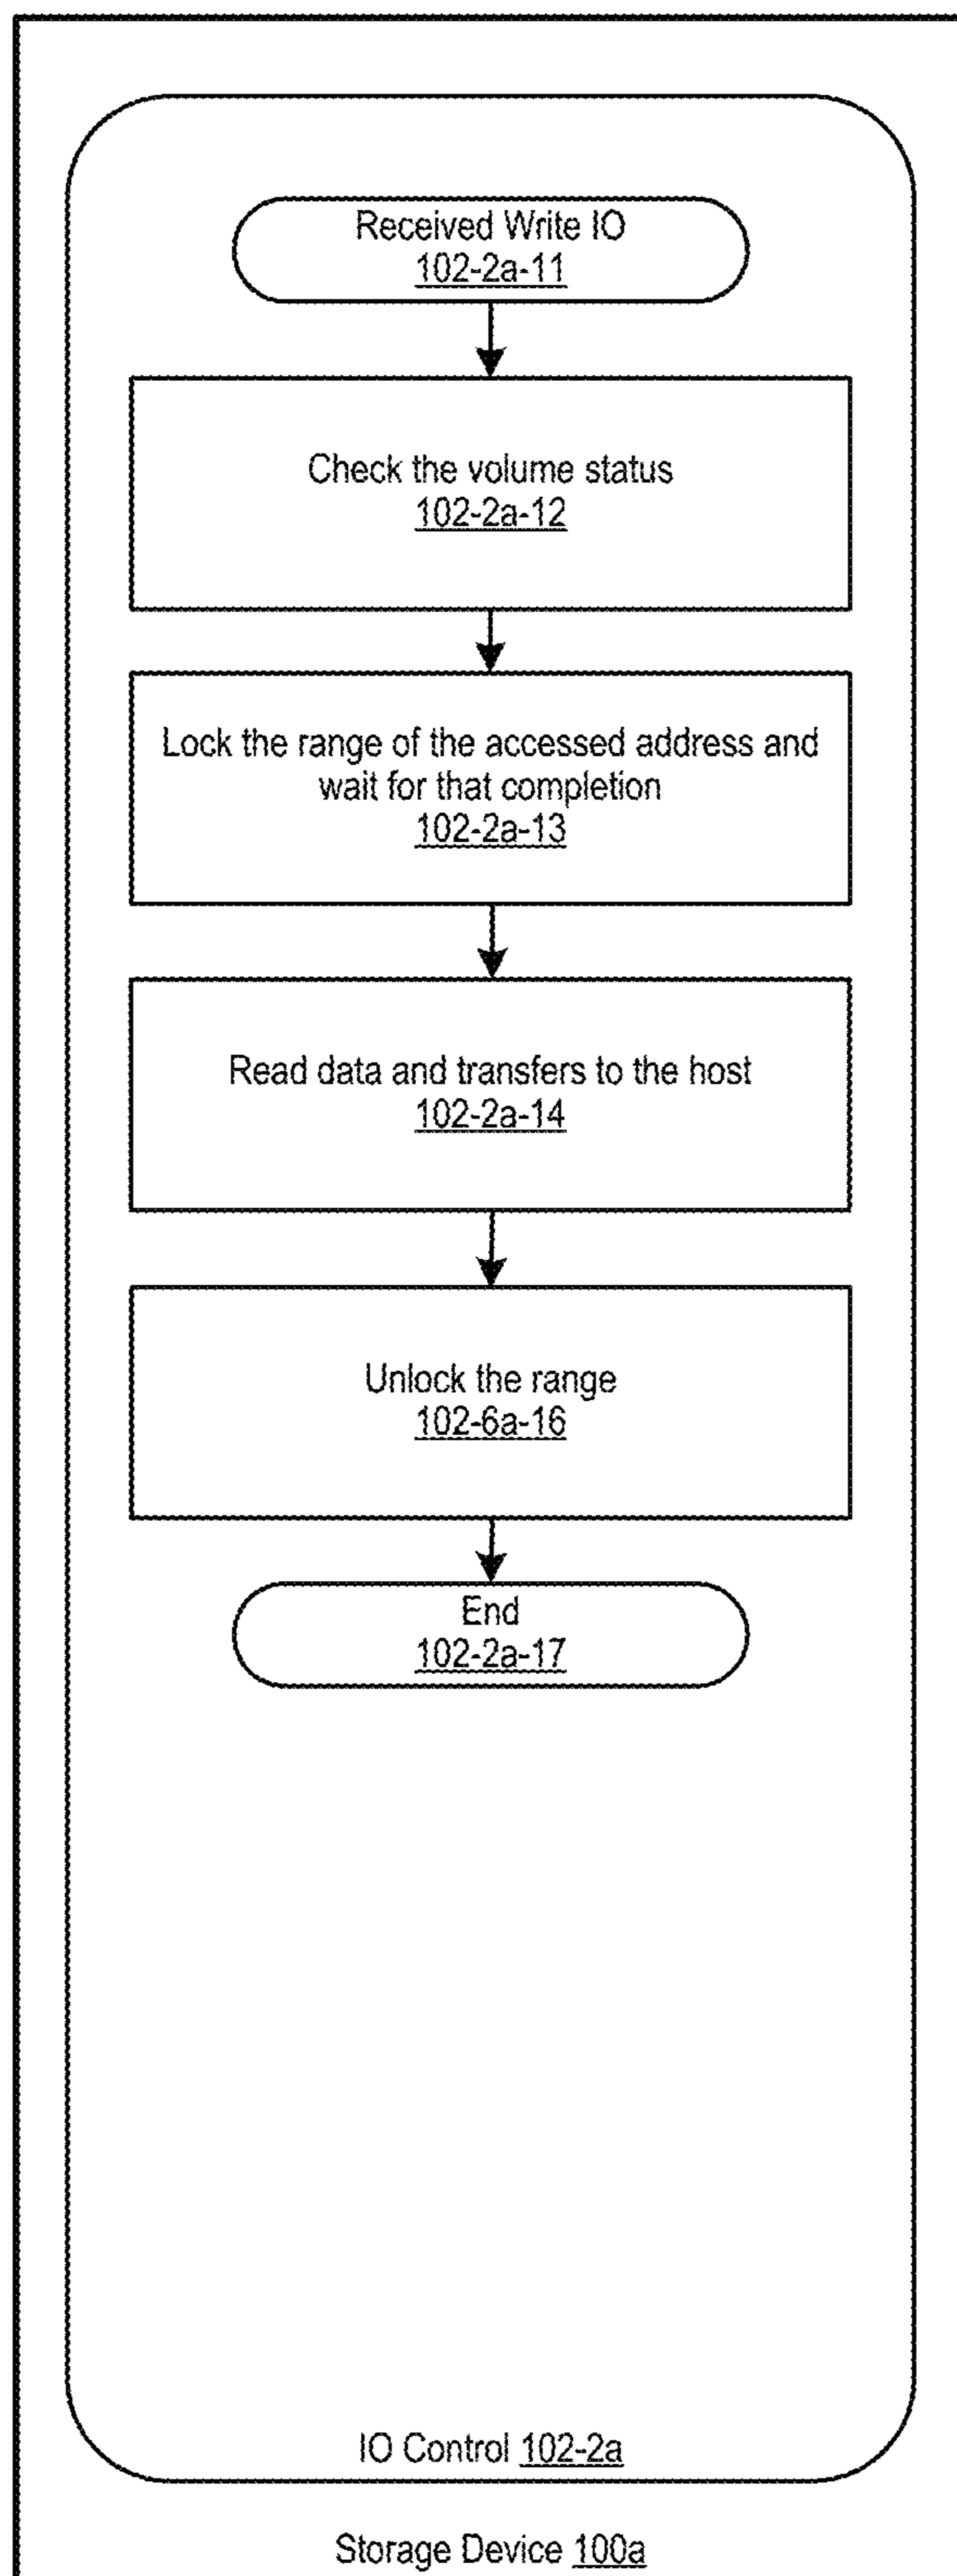 Received Write IO
102-2a-11
Check the volume status
102-2a-12
Lock the range of the accessed address and
wait for that completion
102-2a-13
Read data and transfers to the host
102-2a-14
Unlock the range
102-6a-16
End
102-2a-17
IO Control 102-2a
Storage Device 100a